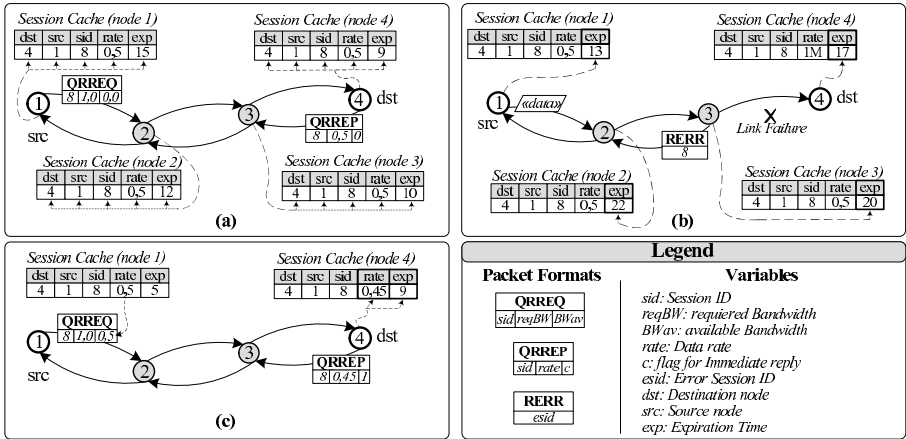 Session Cache (node 1)
dst src sid rate exp
4 1 8 0,5 15
Session Cache (node 4)
dst src sid rate exp
4 1 8 0,5 9
QRREQ
8 1,0 0,0
1
src
2
3
4
dst
QRREP
8 0,5 0
Session Cache (node 2)
dst src sid rate exp
4 1 8 0,5 12
Session Cache (node 3)
dst src sid rate exp
4 1 8 0,5 10
(a)
Session Cache (node 1)
dst src sid rate exp
4 1 8 0,5 13
Session Cache (node 4)
dst src sid rate exp
4 1 8 1M 17
1
src
«data»
2
3
4
dst
Link Failure
RERR
8
Session Cache (node 2)
dst src sid rate exp
4 1 8 0,5 22
Session Cache (node 3)
dst src sid rate exp
4 1 8 0,5 20
(b)
Session Cache (node 1)
dst src sid rate exp
4 1 8 0,5 5
Session Cache (node 4)
dst src sid rate exp
4 1 8 0,45 9
QRREQ
8 1,0 0,5
1
src
2
3
4
dst
QRREP
8 0,45 1
(c)
Legend
Packet Formats
QRREQ
sid reqBW BWav
QRREP
sid rate c
RERR
esid
Variables
sid: Session ID
reqBW: requiered Bandwidth
BWav: available Bandwidth
rate: Data rate
c: flag for Immediate reply
esid: Error Session ID
dst: Destination node
src: Source node
exp: Expiration Time